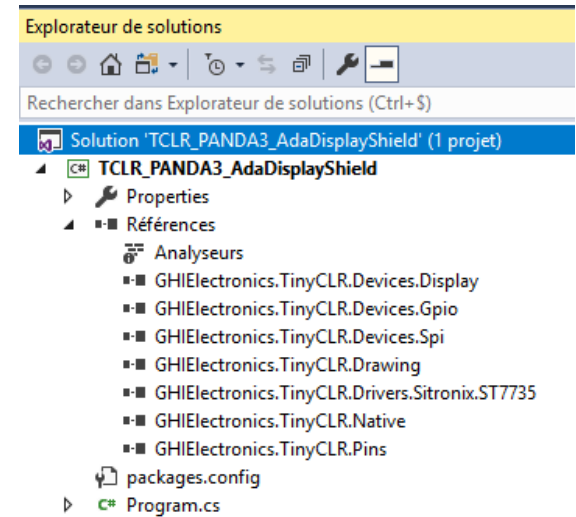 Explorateur de solutions
Rechercher dans Explorateur de solutions (Ctrl+$)
Solution 'TCLR_PANDA3_AdaDisplayShield' (1 projet)
C# TCLR_PANDA3_AdaDisplayShield
Properties
Références
Analyseurs
GHIElectronics.TinyCLR.Devices.Display
GHIElectronics.TinyCLR.Devices.Gpio
GHIElectronics.TinyCLR.Devices.Spi
GHIElectronics.TinyCLR.Drawing
GHIElectronics.TinyCLR.Drivers.Sitronix.ST7735
GHIElectronics.TinyCLR.Native
GHIElectronics.TinyCLR.Pins
packages.config
C# Program.cs